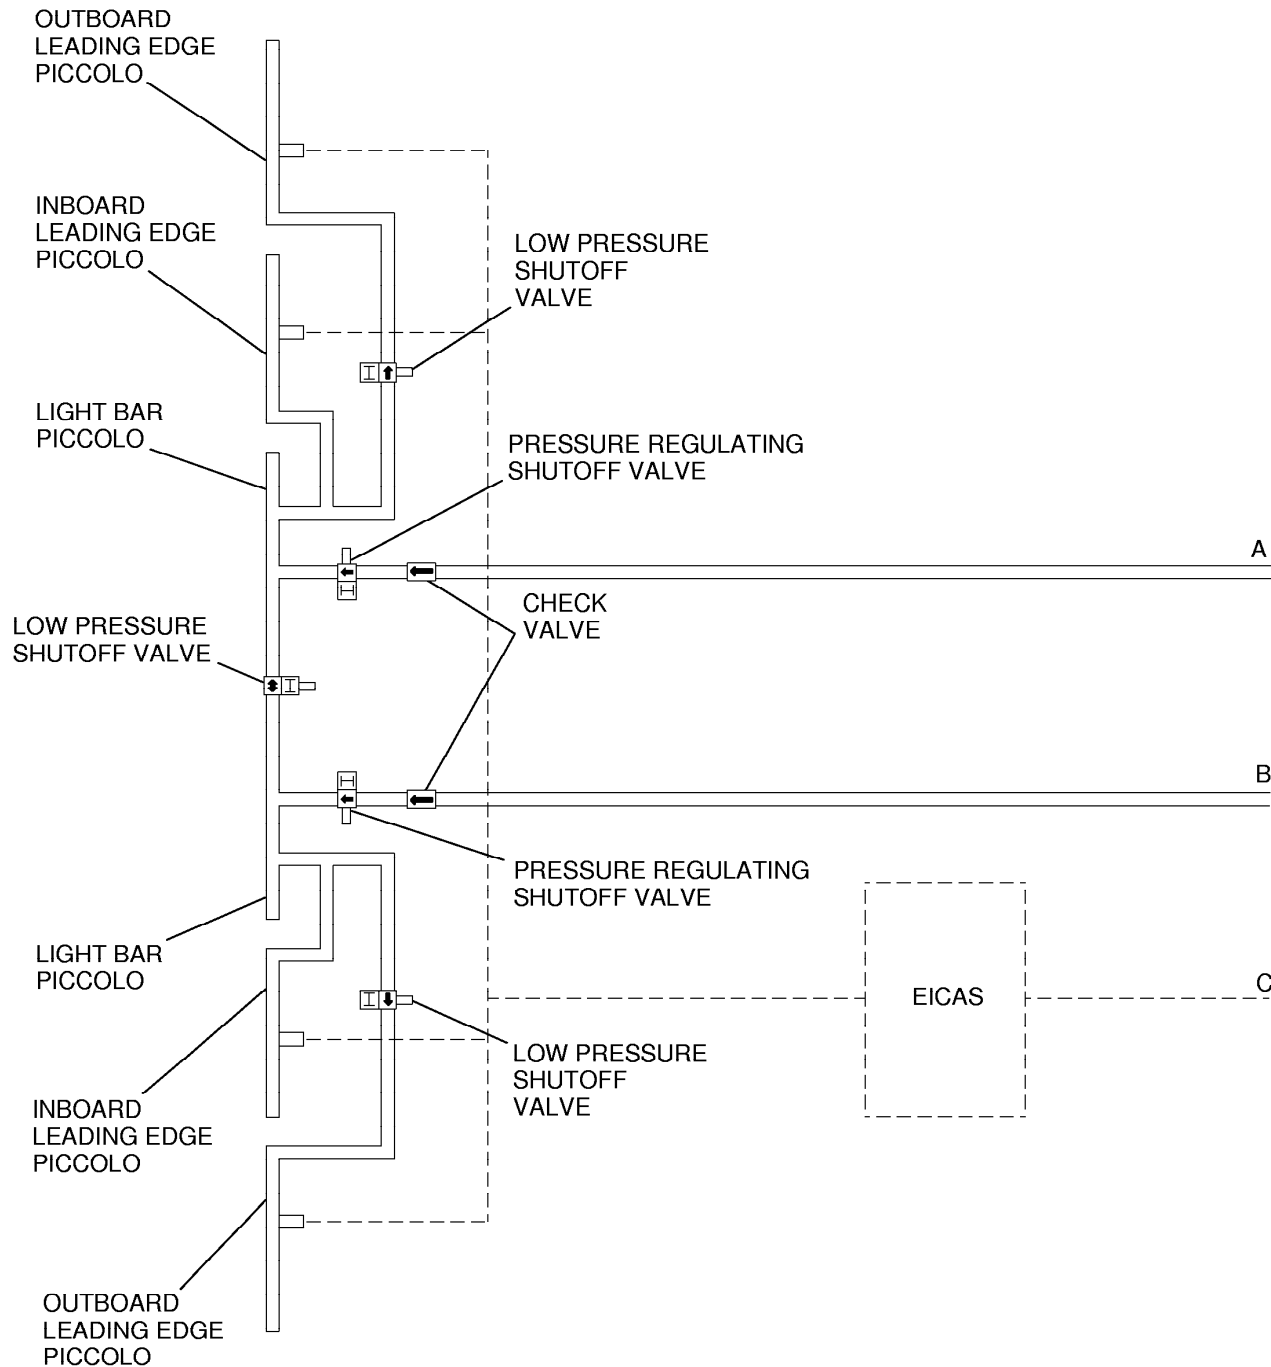 OUTBOARD
LEADING EDGE
PICCOLO
INBOARD
LEADING EDGE
PICCOLO
LOW PRESSURE
SHUTOFF
VALVE
LIGHT BAR
PICCOLO
PRESSURE REGULATING
SHUTOFF VALVE
A
CHECK
VALVE
LOW PRESSURE
SHUTOFF VALVE
B
PRESSURE REGULATING
SHUTOFF VALVE
LIGHT BAR
PICCOLO
EICAS
C
LOW PRESSURE
SHUTOFF
VALVE
INBOARD
LEADING EDGE
PICCOLO
OUTBOARD
LEADING EDGE
PICCOLO